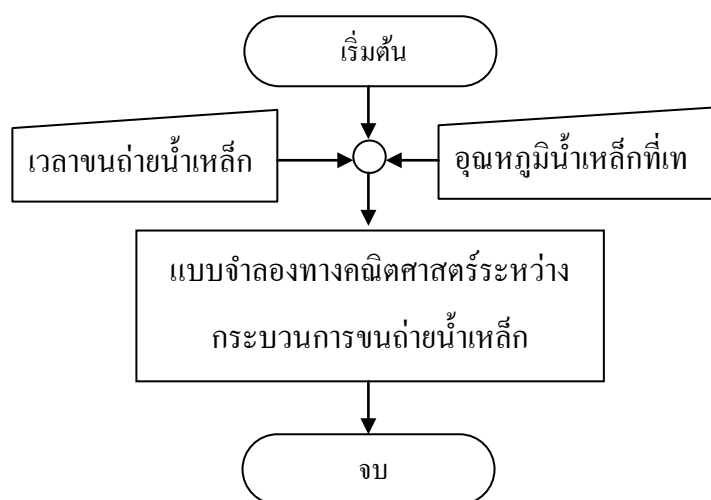 เริ่มต้น
เวลาขนถ่ายน้ำเหล็ก
อุณหภูมิน้ำเหล็กที่เท
แบบจำลองทางคณิตศาสตร์ระหว่าง
กระบวนการขนถ่ายน้ำเหล็ก
จบ